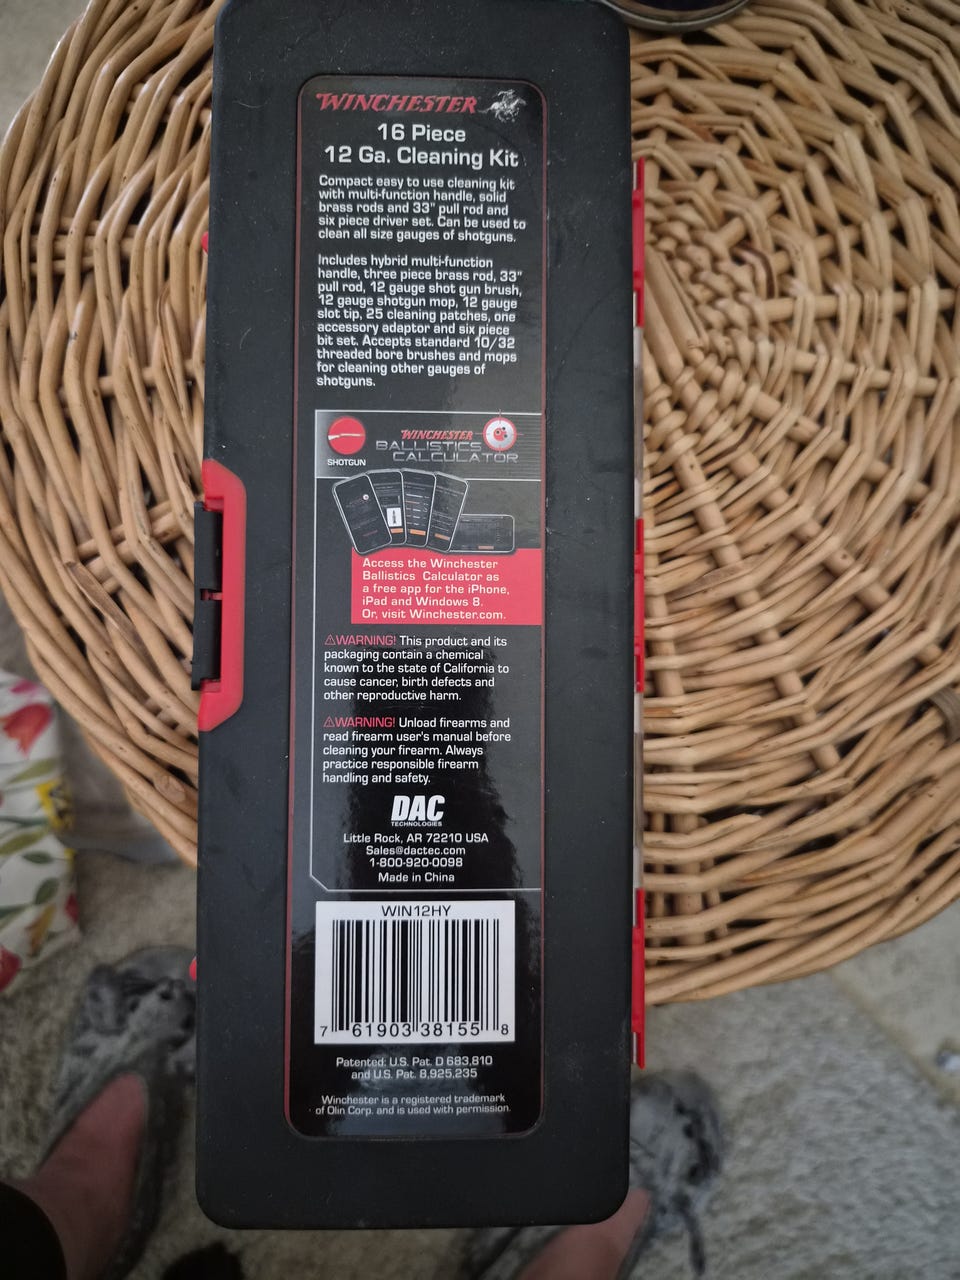 WINCHESTER
16 Piece
12 Ga. Cleaning Kit
Compact easy to use cleaning kit
with multi-function handle, solid
brass rods and 33" pull rod and
six piece driver set. Can be used to
clean all size gauges of shotguns.
Includes hybrid multi-function
handle, three piece brass rod, 33"
pull rod, 12 gauge shot gun brush,
12 gauge shotgun mop, 12 gauge
slot tip, 25 cleaning patches, one
accessory adaptor and six piece
bit set. Accepts standard 10/32
threaded bore brushes and mops
for cleaning other gauges of
shotguns.
SHOTGUN
WINCHESTER
BALLISTICS
CALCULATOR
Access the Winchester
Ballistics Calculator as
a free app for the iPhone,
iPad and Windows 8.
Or, visit Winchester.com.
⚠WARNING! This product and its
packaging contain a chemical
known to the state of California to
cause cancer, birth defects and
other reproductive harm.
⚠WARNING! Unload firearms and
read firearm user's manual before
cleaning your firearm. Always
practice responsible firearm
handling and safety.
DAC
TECHNOLOGIES
Little Rock, AR 72210 USA
Sales@dactec.com
1-800-920-0098
Made in China
WIN12HY
7 61903 38155 8
Patented: U.S. Pat. D 683,810
and U.S. Pat. 8,925,235
Winchester is a registered trademark
of Olin Corp. and is used with permission.